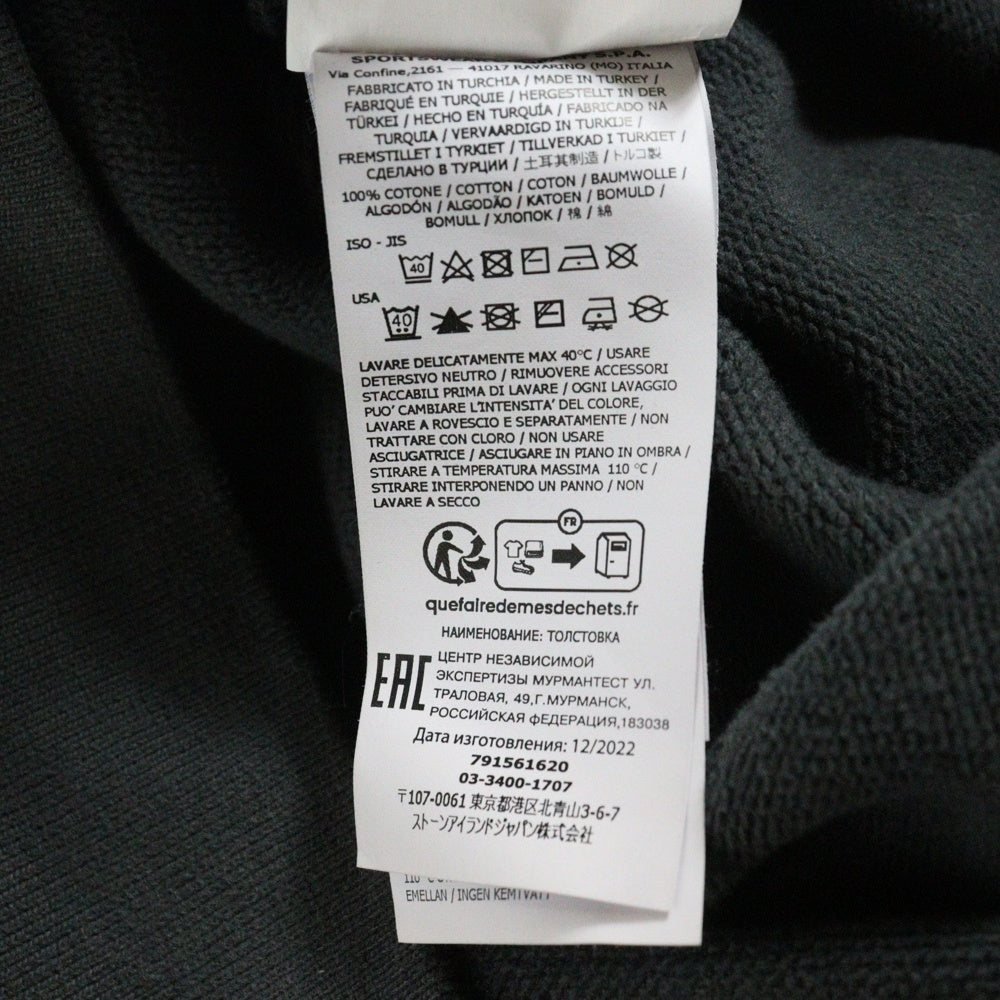 SPORTSWEAR COMPANY S.P.A.
Via Confine,2161 — 41017 RAVARINO (MO) ITALIA
FABBRICATO IN TURCHIA / MADE IN TURKEY /
FABRIQUÉ EN TURQUIE / HERGESTELLT IN DER
TÜRKEI / HECHO EN TURQUÍA / FABRICADO NA
TURQUIA / VERVAARDIGD IN TURKIJE /
FREMSTILLET I TYRKIET / TILLVERKAD I TURKIET /
СДЕЛАНО В ТУРЦИИ / 土耳其制造 / トルコ製
100% COTONE / COTTON / COTON / BAUMWOLLE /
ALGODÓN / ALGODÃO / KATOEN / BOMULD /
BOMULL / ХЛОПОК / 棉 / 綿
ISO - JIS
40
USA
40
LAVARE DELICATAMENTE MAX 40°C / USARE
DETERSIVO NEUTRO / RIMUOVERE ACCESSORI
STACCABILI PRIMA DI LAVARE / OGNI LAVAGGIO
PUO' CAMBIARE L'INTENSITA' DEL COLORE,
LAVARE A ROVESCIO E SEPARATAMENTE / NON
TRATTARE CON CLORO / NON USARE
ASCIUGATRICE / ASCIUGARE IN PIANO IN OMBRA /
STIRARE A TEMPERATURA MASSIMA 110 °C /
STIRARE INTERPONENDO UN PANNO / NON
LAVARE A SECCO
FR
quefairedemesdechets.fr
НАИМЕНОВАНИЕ: ТОЛСТОВКА
EAC
ЦЕНТР НЕЗАВИСИМОЙ
ЭКСПЕРТИЗЫ МУРМАНТЕСТ УЛ.
ТРАЛОВАЯ, 49,Г.МУРМАНСК,
РОССИЙСКАЯ ФЕДЕРАЦИЯ,183038
Дата изготовления: 12/2022
791561620
03-3400-1707
〒107-0061 東京都港区北青山3-6-7
ストーンアイランドジャパン株式会社
EMELLAN / INGEN KEMTVATT